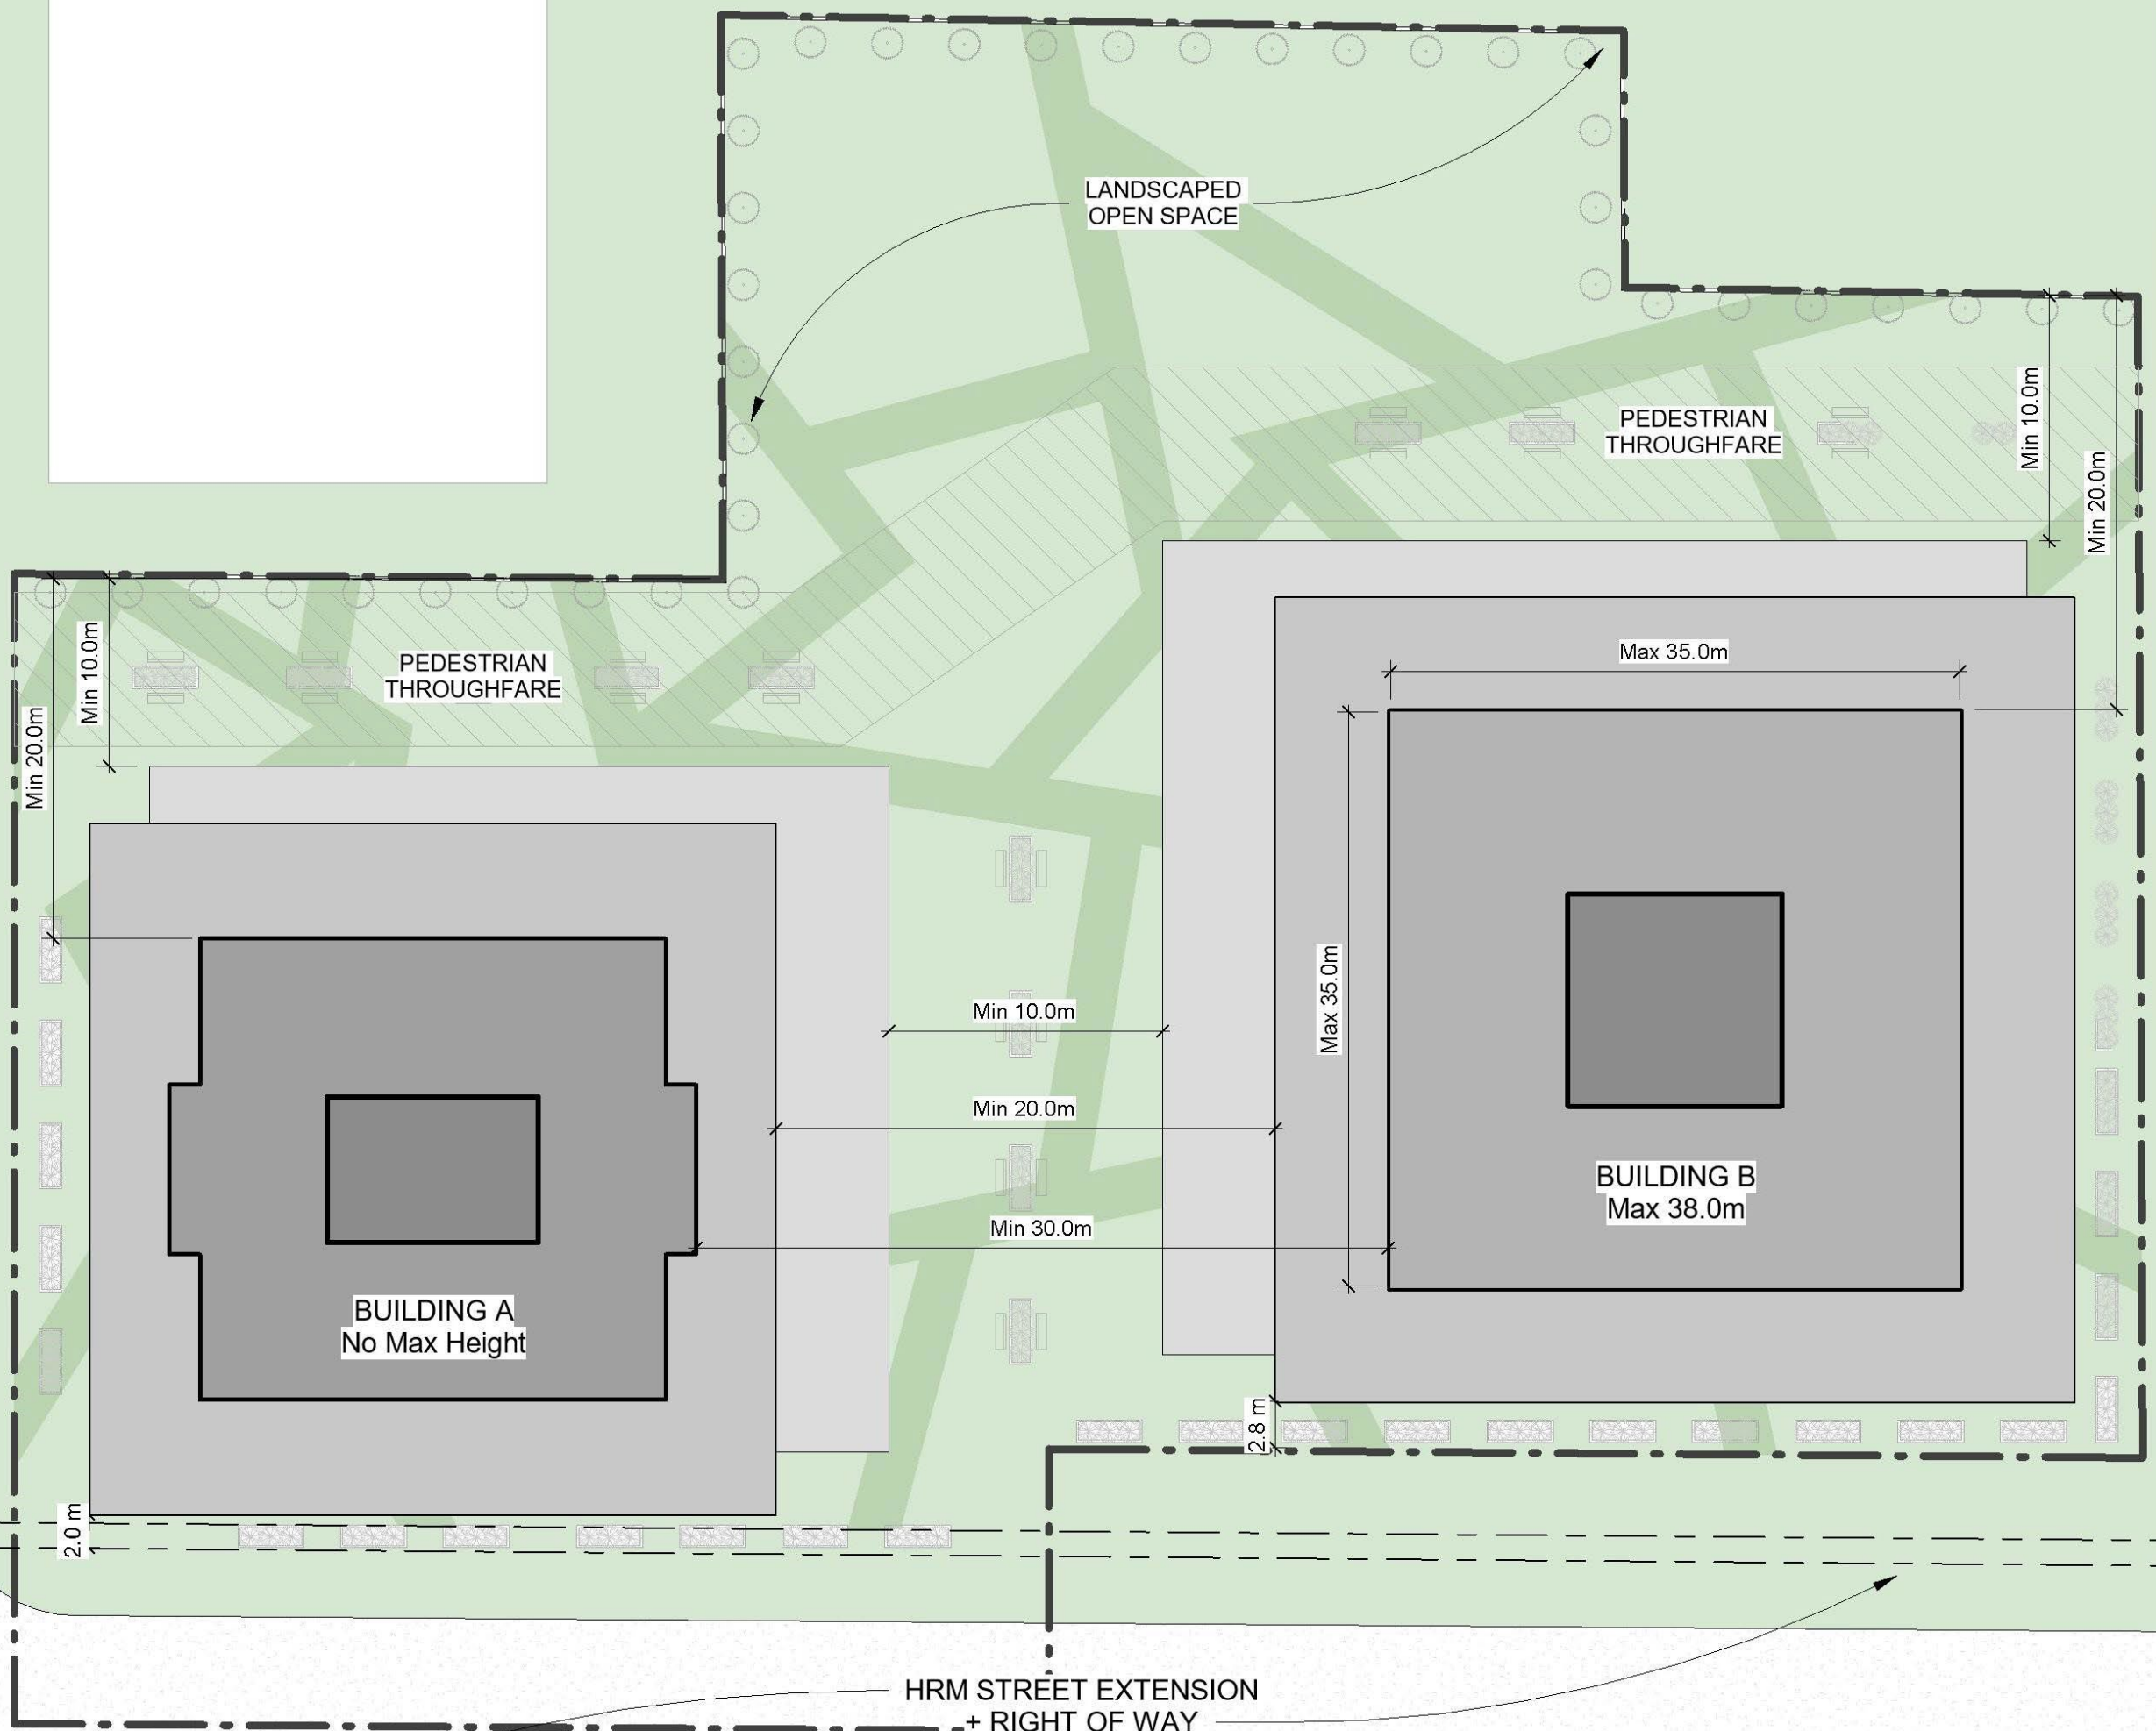 LANDSCAPED
OPEN SPACE
PEDESTRIAN
THROUGHFARE
Min 10.0m
Min 20.0m
Min 10.0m
Min 20.0m
PEDESTRIAN
THROUGHFARE
Max 35.0m
Max 35.0m
Min 10.0m
Min 20.0m
Min 30.0m
BUILDING B
Max 38.0m
BUILDING A
No Max Height
2.8 m
2.0 m
HRM STREET EXTENSION
+ RIGHT OF WAY